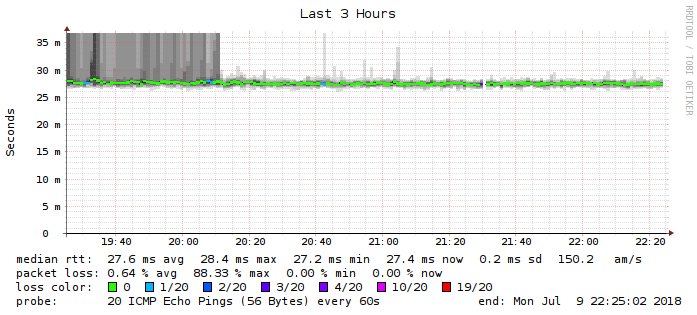 Last 3 Hours
RRDTOOL / TOBI OETIKER
Seconds
35 m
30 m
25 m
20 m
15 m
10 m
5 m
0
19:40 20:00 20:20 20:40 21:00 21:20 21:40 22:00 22:20
median rtt: 27.6 ms avg 28.4 ms max 27.2 ms min 27.4 ms now 0.2 ms sd 150.2 am/s
packet loss: 0.64 % avg 88.33 % max 0.00 % min 0.00 % now
loss color: 0 1/20 2/20 3/20 4/20 10/20 19/20
probe: 20 ICMP Echo Pings (56 Bytes) every 60s end: Mon Jul 9 22:25:02 2018